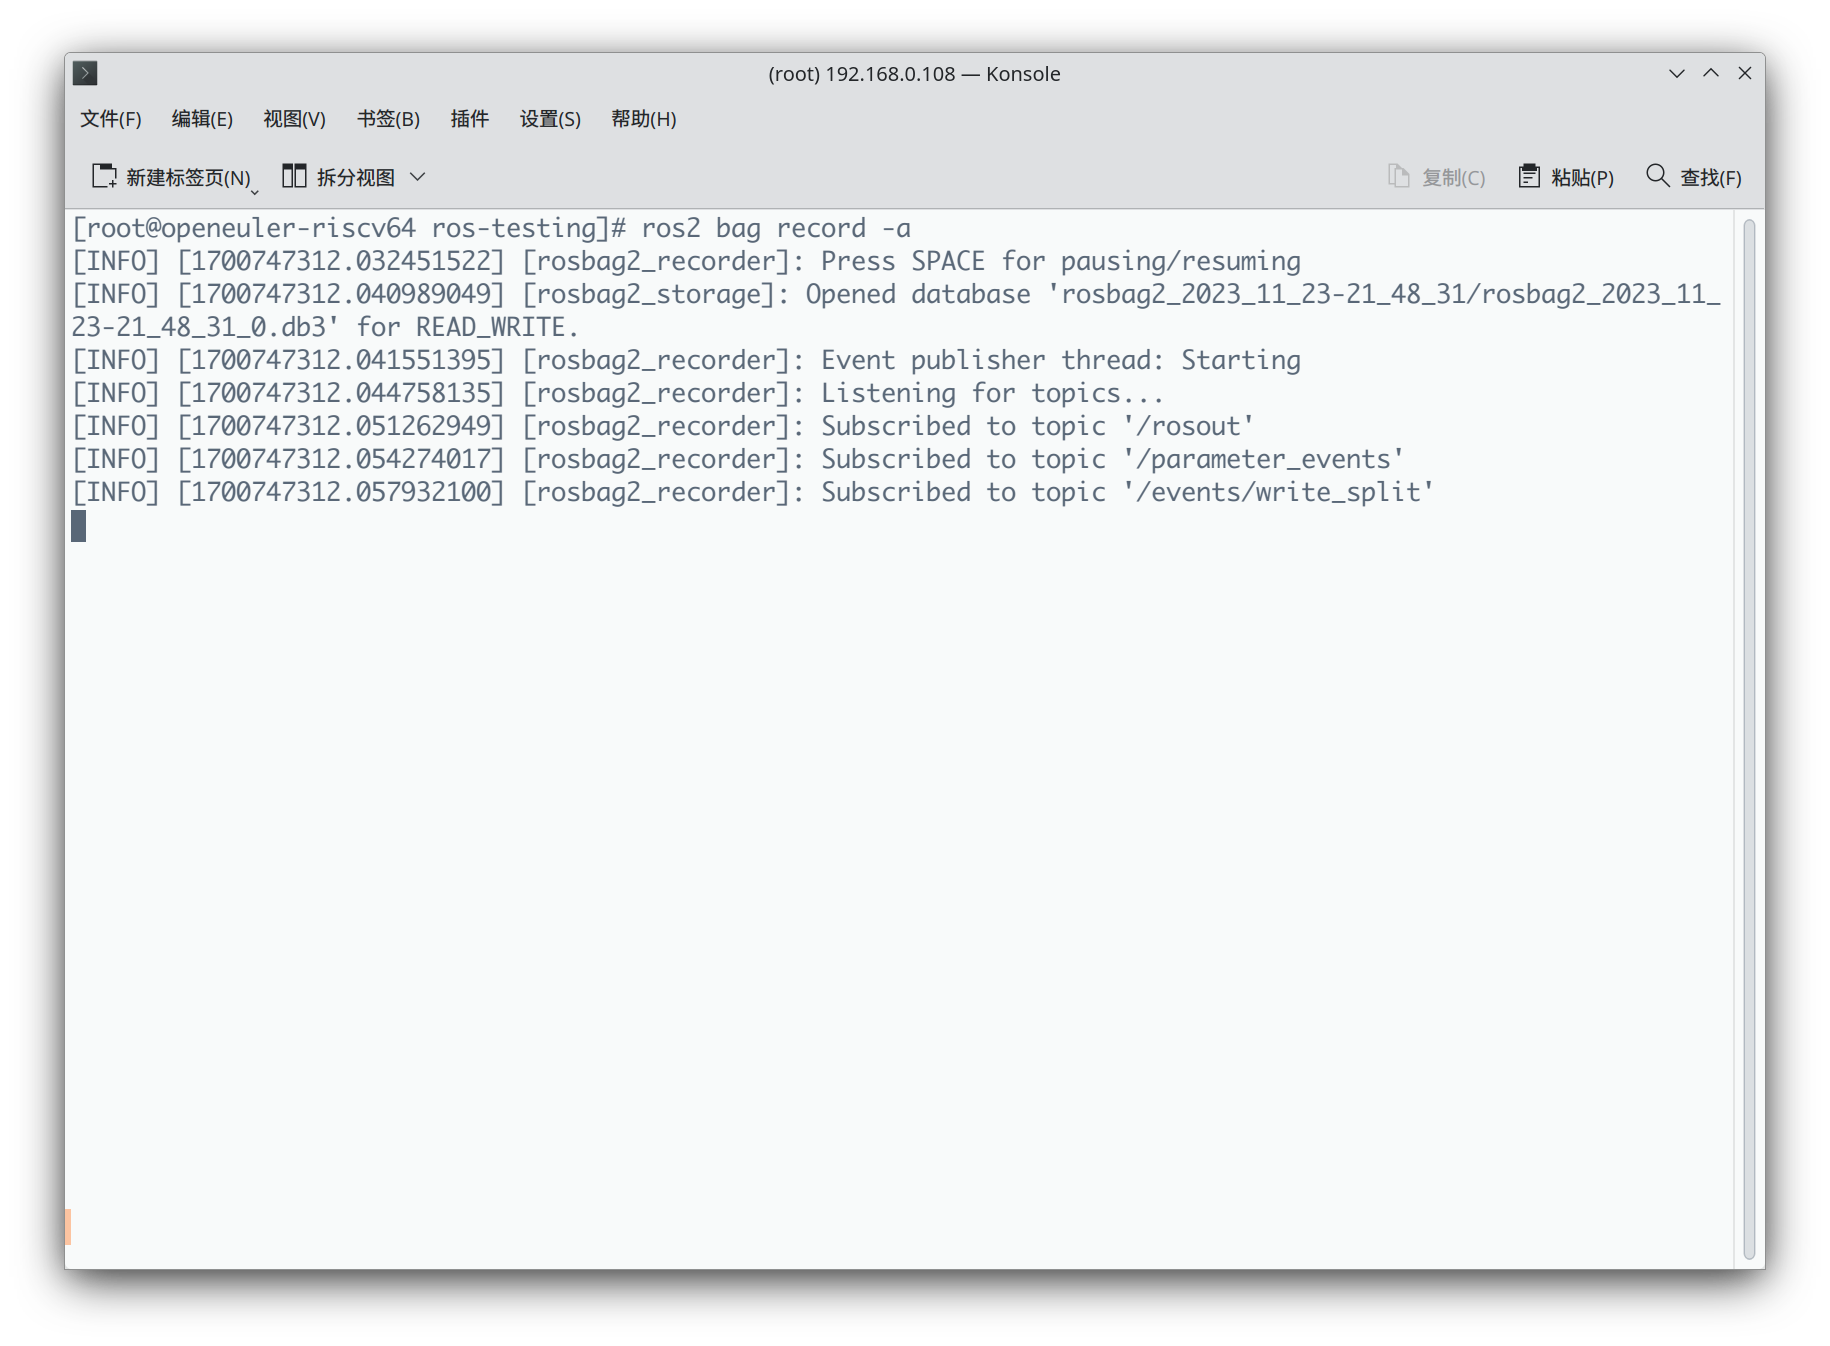 (root) 192.168.0.108 — Konsole
文件(F) 编辑(E) 视图(V) 书签(B) 插件 设置(S) 帮助(H)
新建标签页(N) 拆分视图 复制(C) 粘贴(P) 查找(F)
[root@openeuler-riscv64 ros-testing]# ros2 bag record -a
[INFO] [1700747312.032451522] [rosbag2_recorder]: Press SPACE for pausing/resuming
[INFO] [1700747312.040989049] [rosbag2_storage]: Opened database 'rosbag2_2023_11_23-21_48_31/rosbag2_2023_11_
23-21_48_31_0.db3' for READ_WRITE.
[INFO] [1700747312.041551395] [rosbag2_recorder]: Event publisher thread: Starting
[INFO] [1700747312.044758135] [rosbag2_recorder]: Listening for topics...
[INFO] [1700747312.051262949] [rosbag2_recorder]: Subscribed to topic '/rosout'
[INFO] [1700747312.054274017] [rosbag2_recorder]: Subscribed to topic '/parameter_events'
[INFO] [1700747312.057932100] [rosbag2_recorder]: Subscribed to topic '/events/write_split'